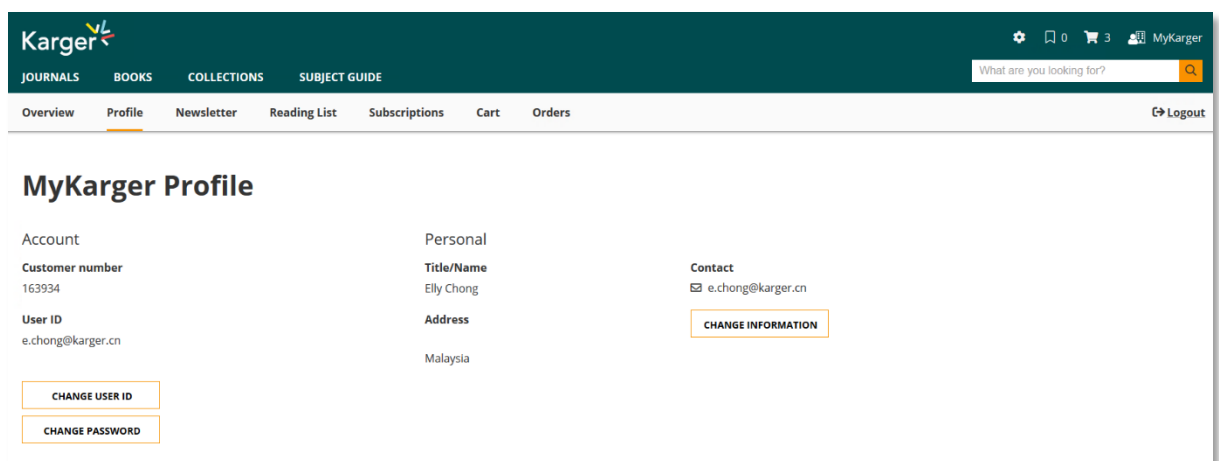 Karger
0 3 MyKarger
JOURNALS BOOKS COLLECTIONS SUBJECT GUIDE
What are you looking for?
Overview Profile Newsletter Reading List Subscriptions Cart Orders
Logout
MyKarger Profile
Account
Customer number
163934
User ID
e.chong@karger.cn
CHANGE USER ID
CHANGE PASSWORD
Personal
Title/Name
Elly Chong
Address
Malaysia
Contact
e.chong@karger.cn
CHANGE INFORMATION